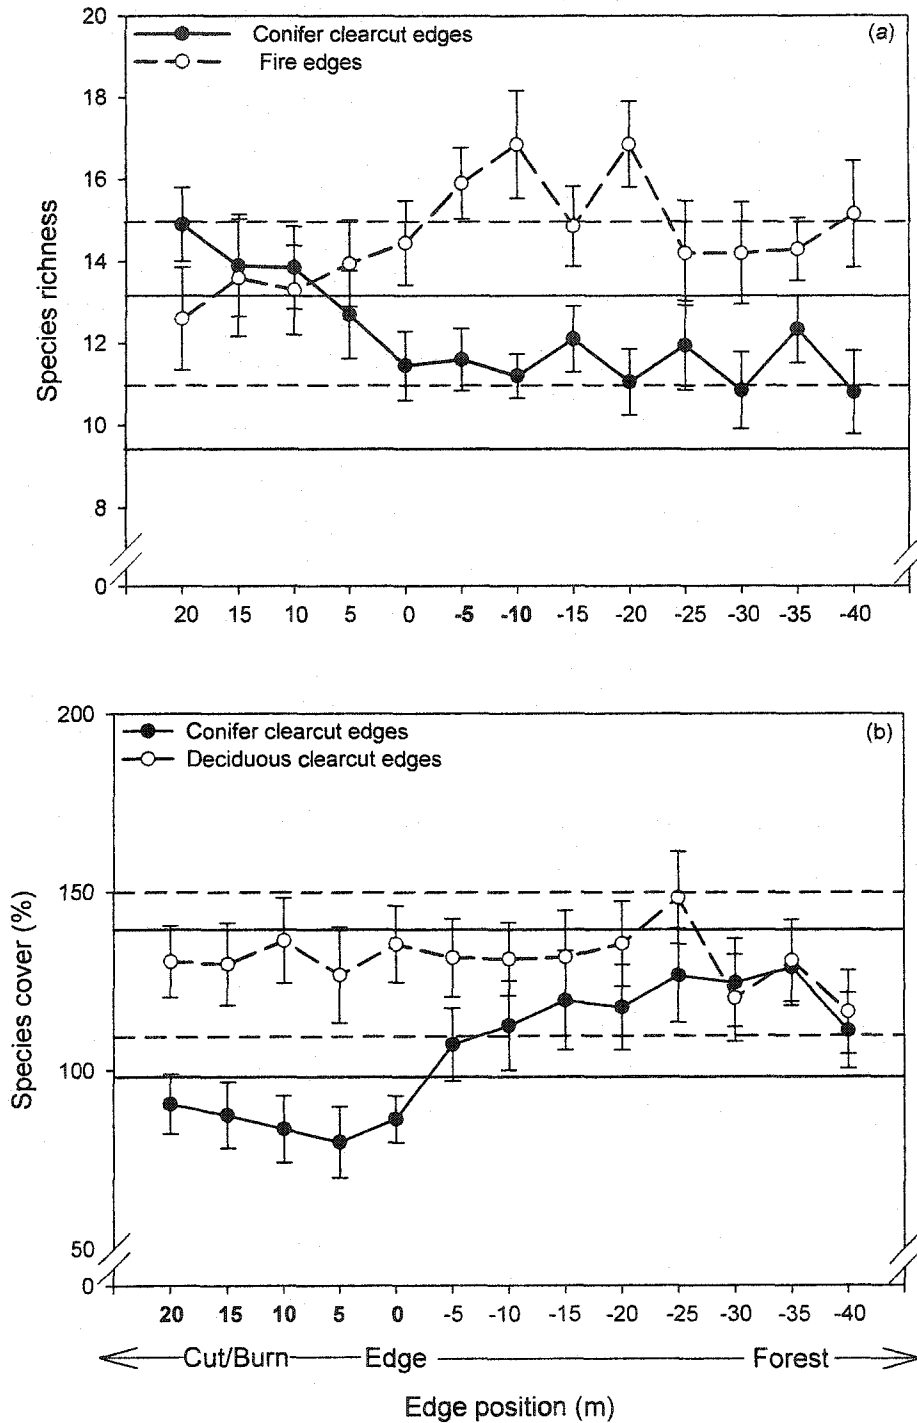 (a)
Conifer clearcut edges
Fire edges
Species richness
20
18
16
14
12
10
8
0
20 15 10 5 0 -5 -10 -15 -20 -25 -30 -35 -40
(b)
Conifer clearcut edges
Deciduous clearcut edges
Species cover (%)
200
150
100
50
0
20 15 10 5 0 -5 -10 -15 -20 -25 -30 -35 -40
Cut/Burn Edge Forest
Edge position (m)